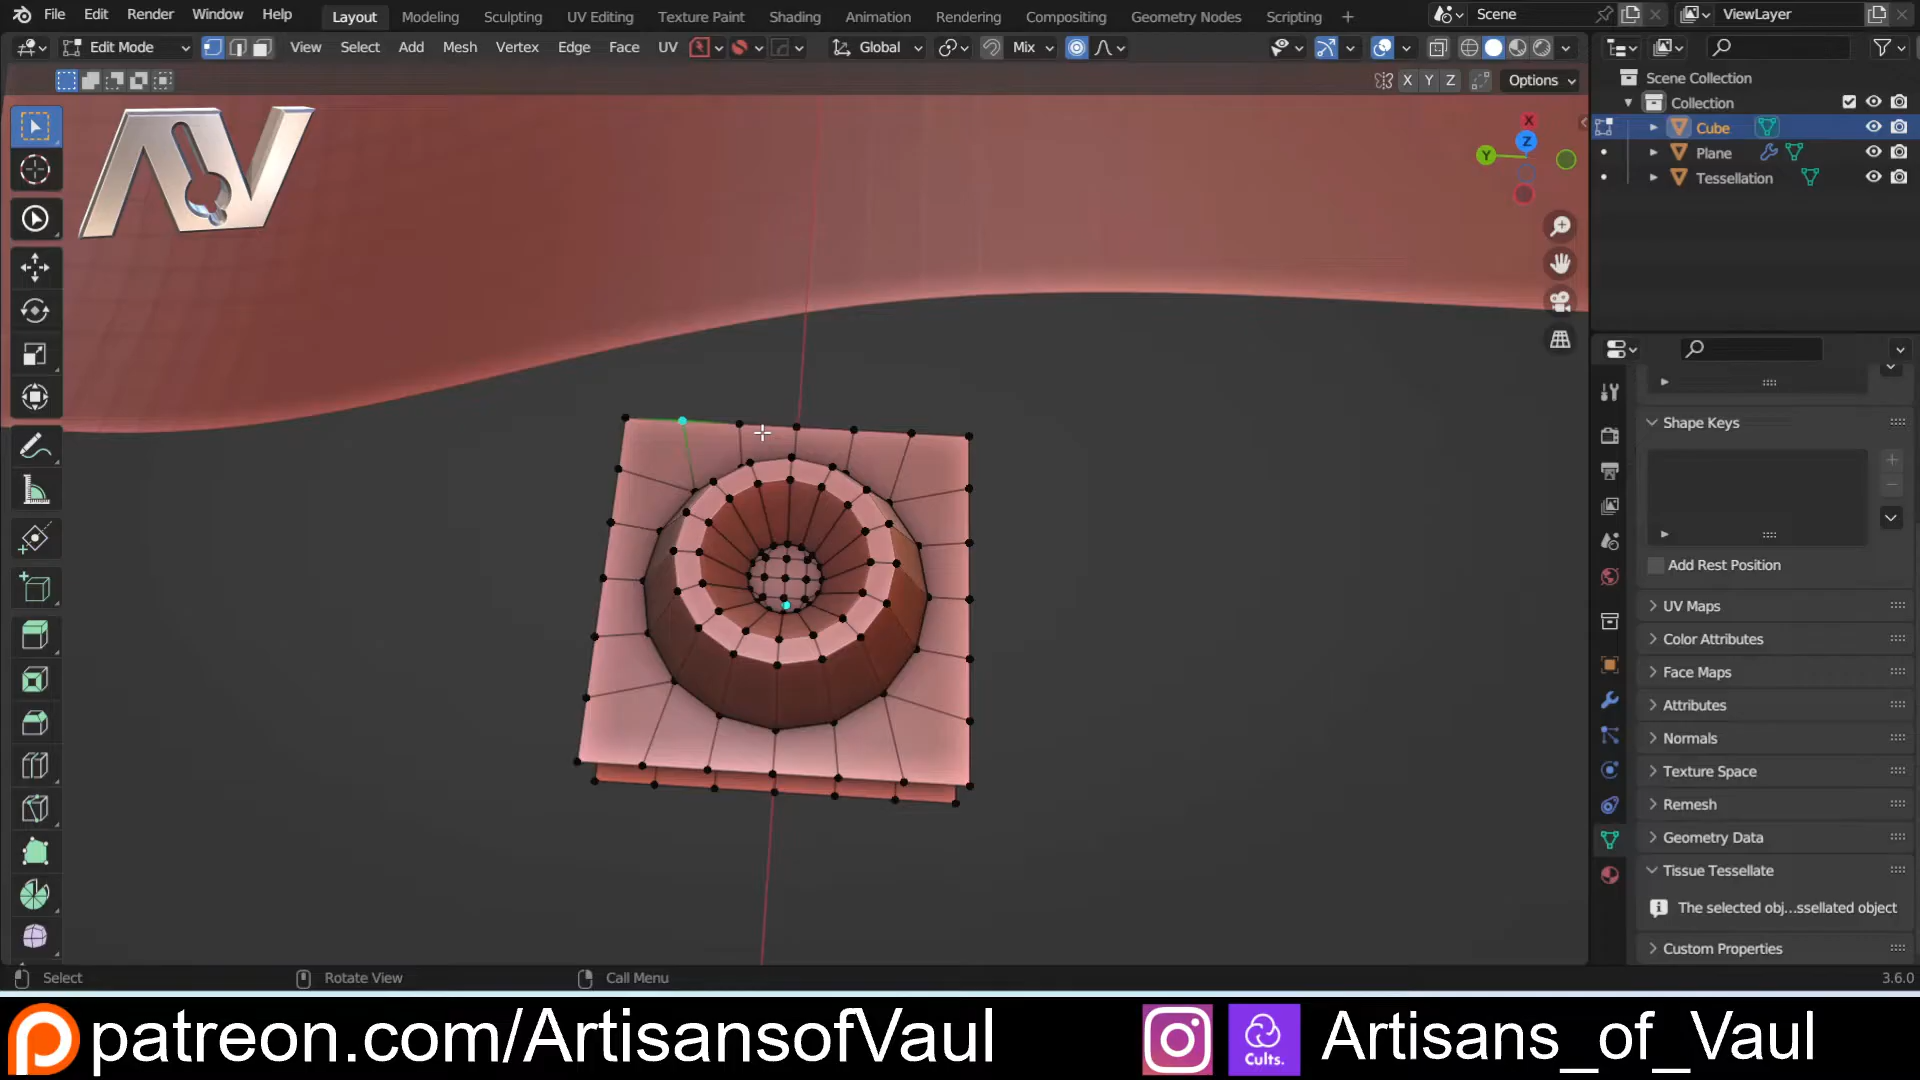 File Edit Render Window Help Layout Modeling Sculpting UV Editing Texture Paint Shading Animation Rendering Compositing Geometry Nodes Scripting + Scene ViewLayer
Edit Mode View Select Add Mesh Vertex Edge Face UV Global Mix
X Y Z Options
Scene Collection
Collection
Cube
Plane
Tessellation
AV
X
Z
Y
Shape Keys
Add Rest Position
UV Maps
Color Attributes
Face Maps
Attributes
Normals
Texture Space
Remesh
Geometry Data
Tissue Tessellate
The selected obj...ssellated object
Custom Properties
Select Rotate View Call Menu 3.6.0
patreon.com/ArtisansofVaul Cults. Artisans_of_Vaul